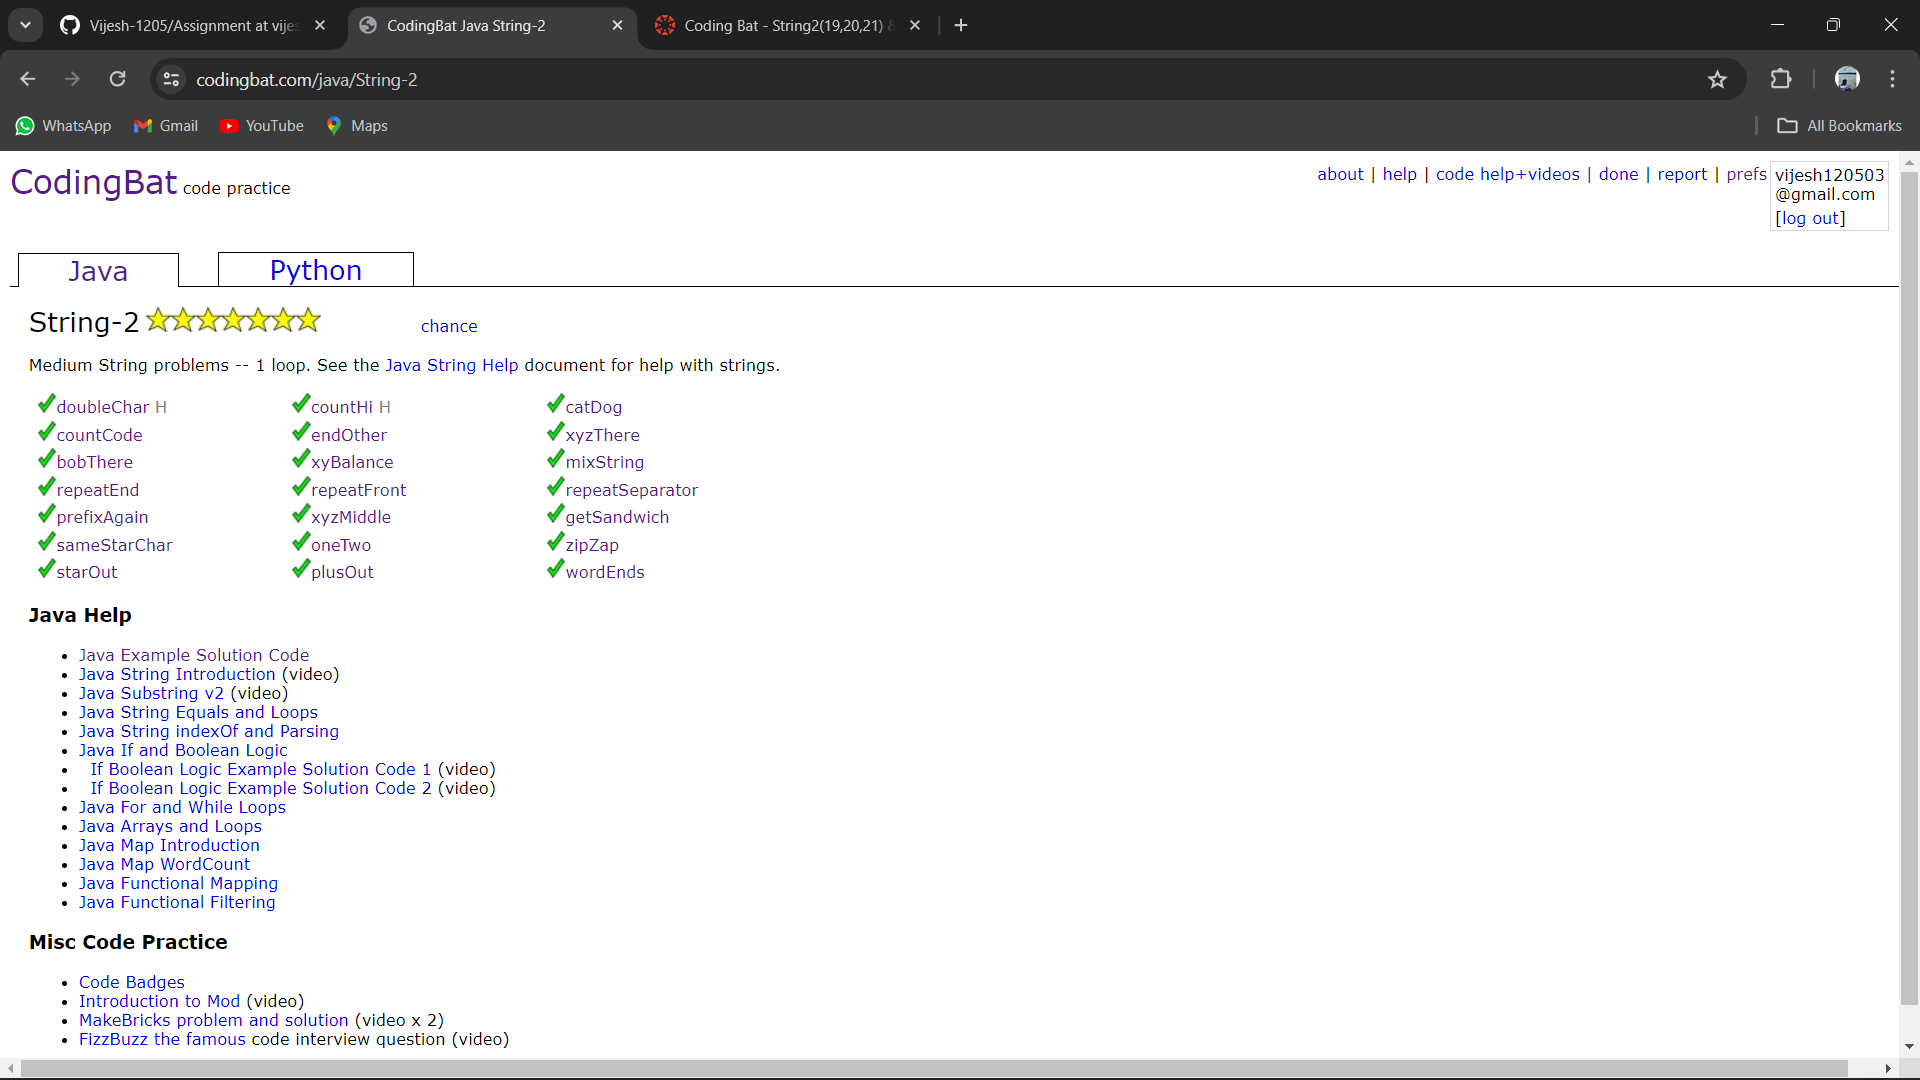 Vijesh-1205/Assignment at vijes
CodingBat Java String-2
Coding Bat - String2(19,20,21) &
codingbat.com/java/String-2
WhatsApp
Gmail
YouTube
Maps
All Bookmarks
CodingBat code practice
about | help | code help+videos | done | report | prefs
vijesh120503
@gmail.com
[log out]
Java
Python
String-2
chance
Medium String problems -- 1 loop. See the Java String Help document for help with strings.
doubleChar H
countHi H
catDog
countCode
endOther
xyzThere
bobThere
xyBalance
mixString
repeatEnd
repeatFront
repeatSeparator
prefixAgain
xyzMiddle
getSandwich
sameStarChar
oneTwo
zipZap
starOut
plusOut
wordEnds
Java Help
• Java Example Solution Code
• Java String Introduction (video)
• Java Substring v2 (video)
• Java String Equals and Loops
• Java String indexOf and Parsing
• Java If and Boolean Logic
• If Boolean Logic Example Solution Code 1 (video)
• If Boolean Logic Example Solution Code 2 (video)
• Java For and While Loops
• Java Arrays and Loops
• Java Map Introduction
• Java Map WordCount
• Java Functional Mapping
• Java Functional Filtering
Misc Code Practice
• Code Badges
• Introduction to Mod (video)
• MakeBricks problem and solution (video x 2)
• FizzBuzz the famous code interview question (video)